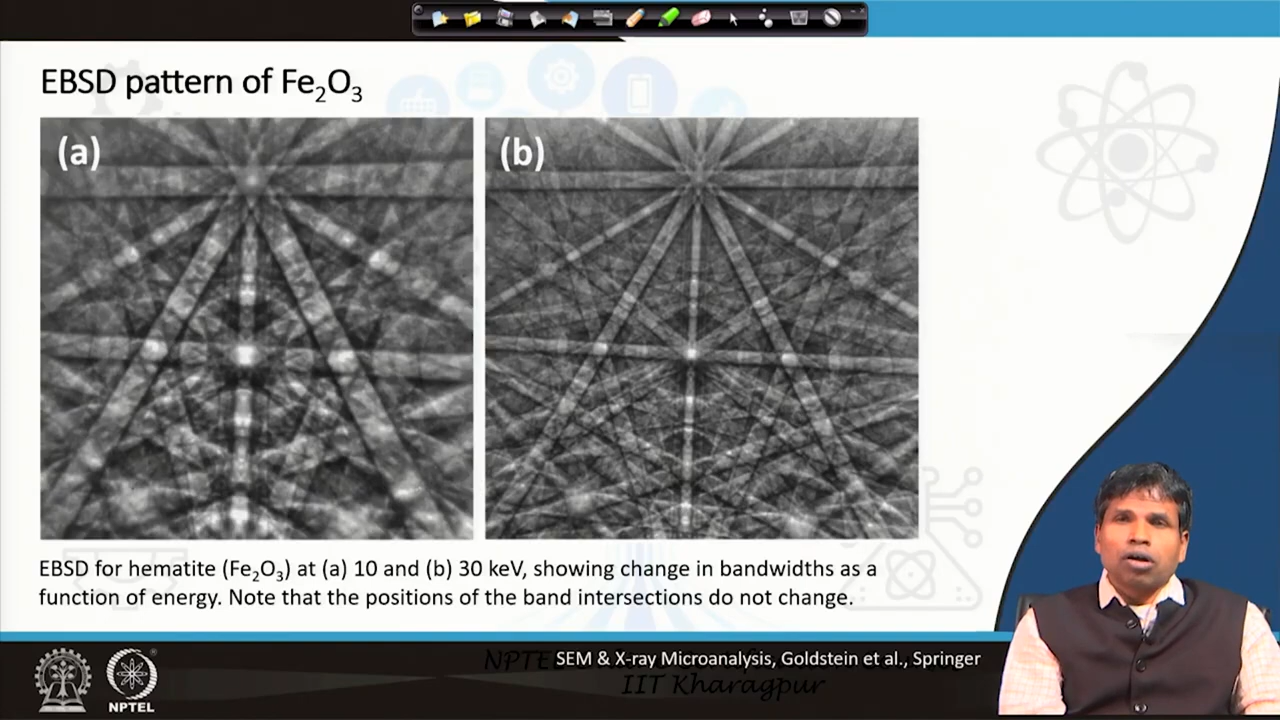 EBSD pattern of Fe₂O₃
(a)
(b)
EBSD for hematite (Fe₂O₃) at (a) 10 and (b) 30 keV, showing change in bandwidths as a
function of energy. Note that the positions of the band intersections do not change.
SEM & X-ray Microanalysis, Goldstein et al., Springer
NPTE
IIT Kharagpur
NPTEL